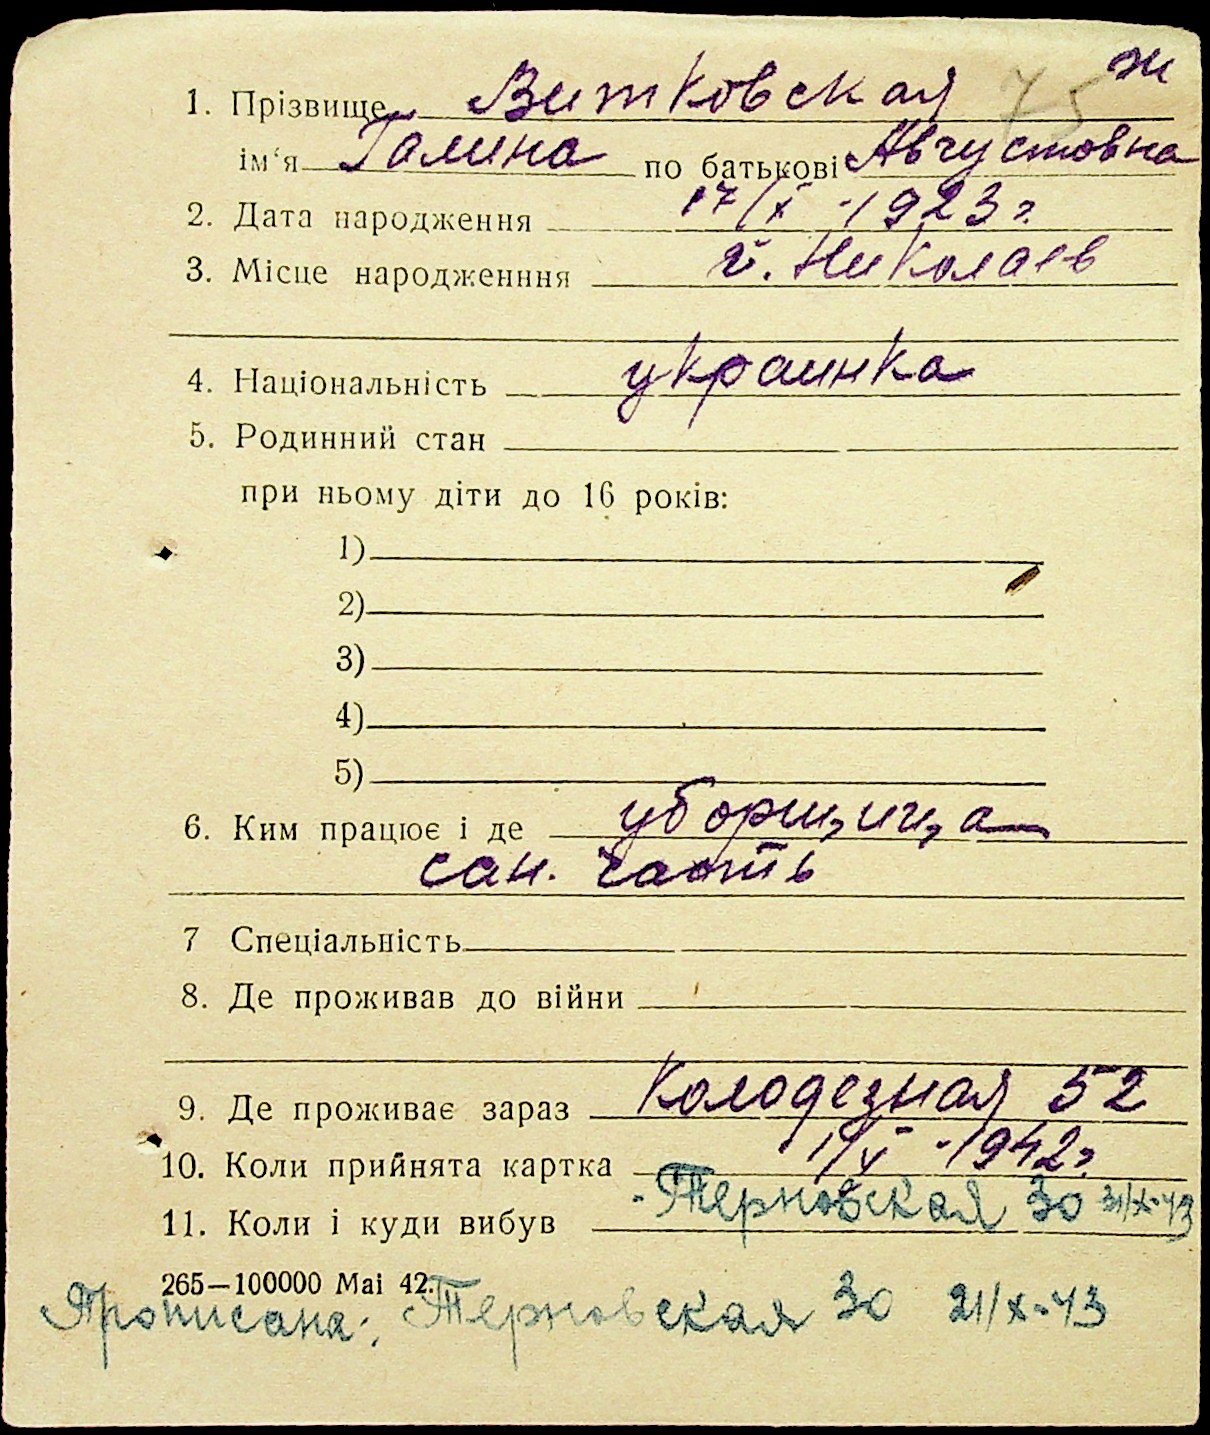 ж
75
1. Прізвище Витковская
ім‘я Галина по батькові Августовна
2. Дата народження 17/X - 1923 г.
3. Місце народженння г. Николаев
4. Національність украинка
5. Родинний стан
при ньому діти до 16 років:
1)
2)
3)
4)
5)
6. Ким працює і де уборщица
сан. часть
7 Спеціальність
8. Де проживав до війни
9. Де проживає зараз Колодезная 52
10. Коли прийнята картка - 1942 г.
11. Коли і куди вибув Терновская 30 21/X-43
265—100000 Mai 42.
Прописана: Терновская 30 21/X-43